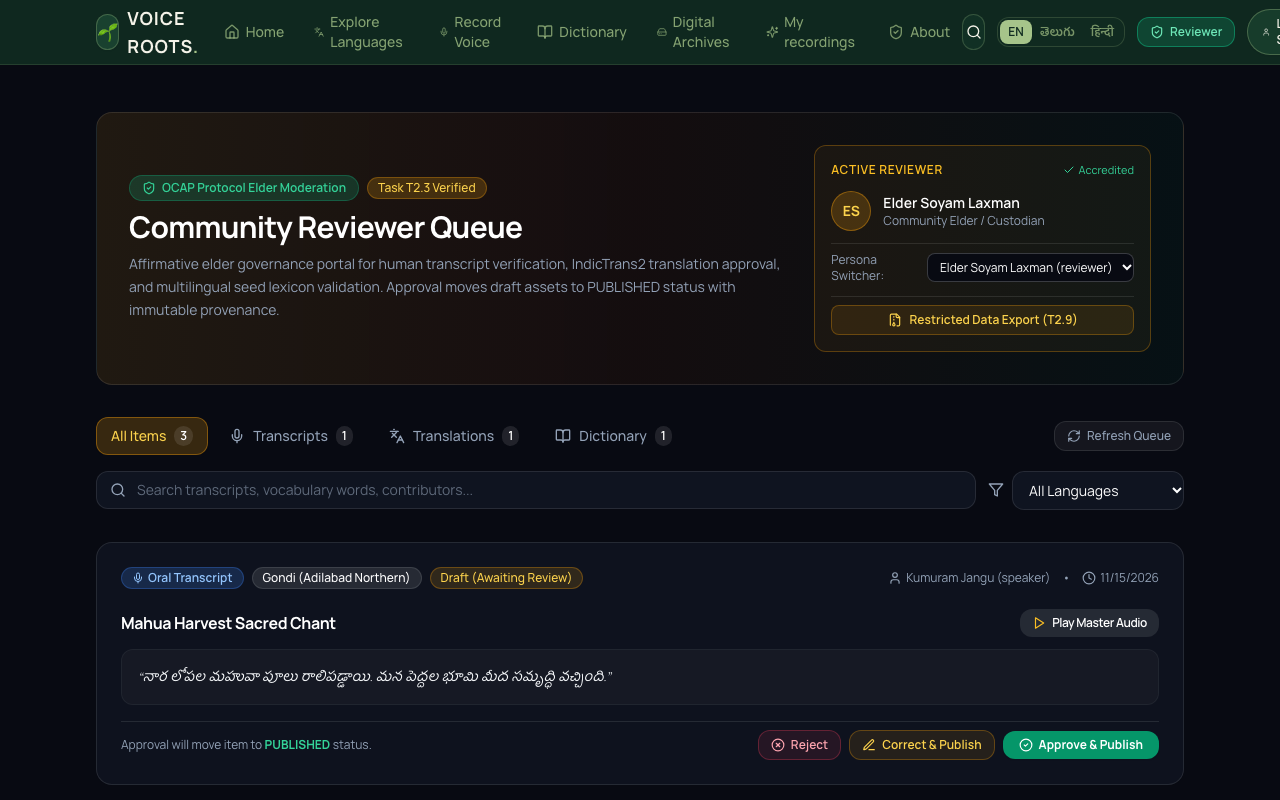 VOICE
ROOTS.
Home
Explore
Languages
Record
Voice
Dictionary
Digital
Archives
My
recordings
About
EN తెలుగు हिन्दी
Reviewer
OCAP Protocol Elder Moderation
Task T2.3 Verified
Community Reviewer Queue
Affirmative elder governance portal for human transcript verification, IndicTrans2 translation approval,
and multilingual seed lexicon validation. Approval moves draft assets to PUBLISHED status with
immutable provenance.
ACTIVE REVIEWER
Accredited
ES
Elder Soyam Laxman
Community Elder / Custodian
Persona
Switcher:
Elder Soyam Laxman (reviewer)
Restricted Data Export (T2.9)
All Items 3
Transcripts 1
Translations 1
Dictionary 1
Refresh Queue
Search transcripts, vocabulary words, contributors...
All Languages
Oral Transcript
Gondi (Adilabad Northern)
Draft (Awaiting Review)
Kumuram Jangu (speaker) • 11/15/2026
Mahua Harvest Sacred Chant
Play Master Audio
“నార లోపల మహువా పూలు రాలిపడ్డాయి. మన పెద్దల భూమి మీద సమృద్ధి వచ్చింది.”
Approval will move item to PUBLISHED status.
Reject
Correct & Publish
Approve & Publish